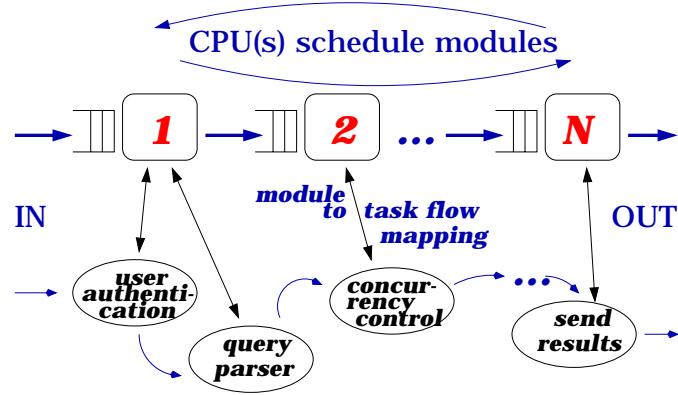 CPU(s) schedule modules
1
2
...
N
module
to task flow
mapping
IN
OUT
user
authenti-
cation
query
parser
concur-
rency
control
...
send
results